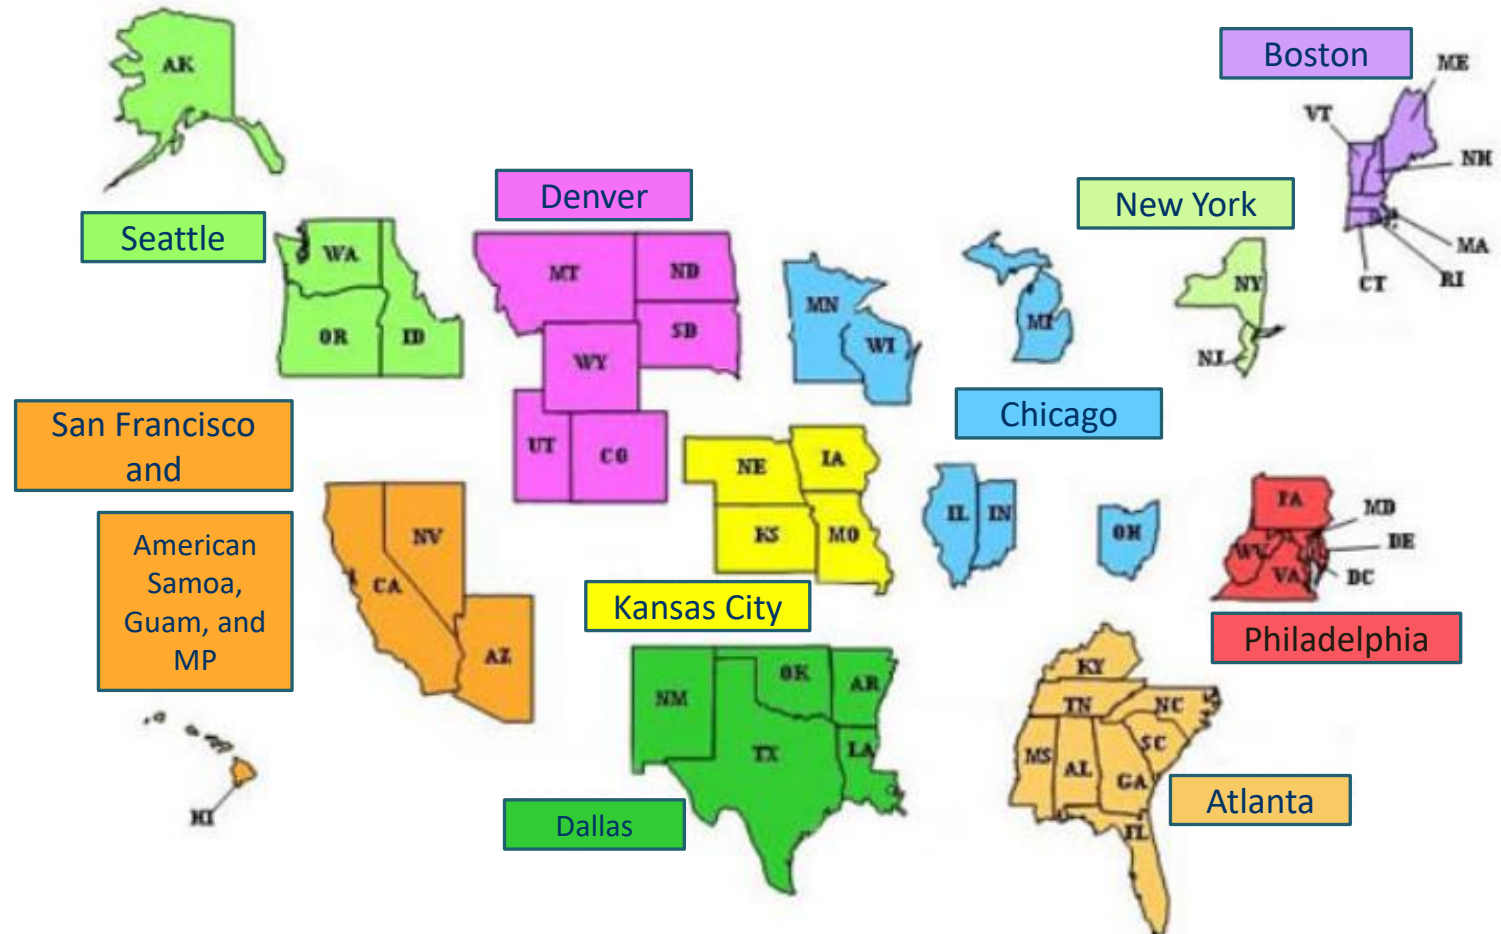 AK
Boston
ME
VT
NH
Denver
New York
Seattle
MA
RI
CT
WA
MT
ND
NY
MN
MI
SD
OR
ID
WI
NJ
WY
San Francisco
and
Chicago
UT
CO
NE
IA
PA
MD
American
Samoa,
Guam, and
MP
NV
KS
MO
IL
IN
OH
DE
WV
VA
DC
CA
Kansas City
Philadelphia
AZ
KY
NM
OK
AR
TN
NC
TX
LA
MS
AL
SC
GA
HI
Dallas
Atlanta
FL